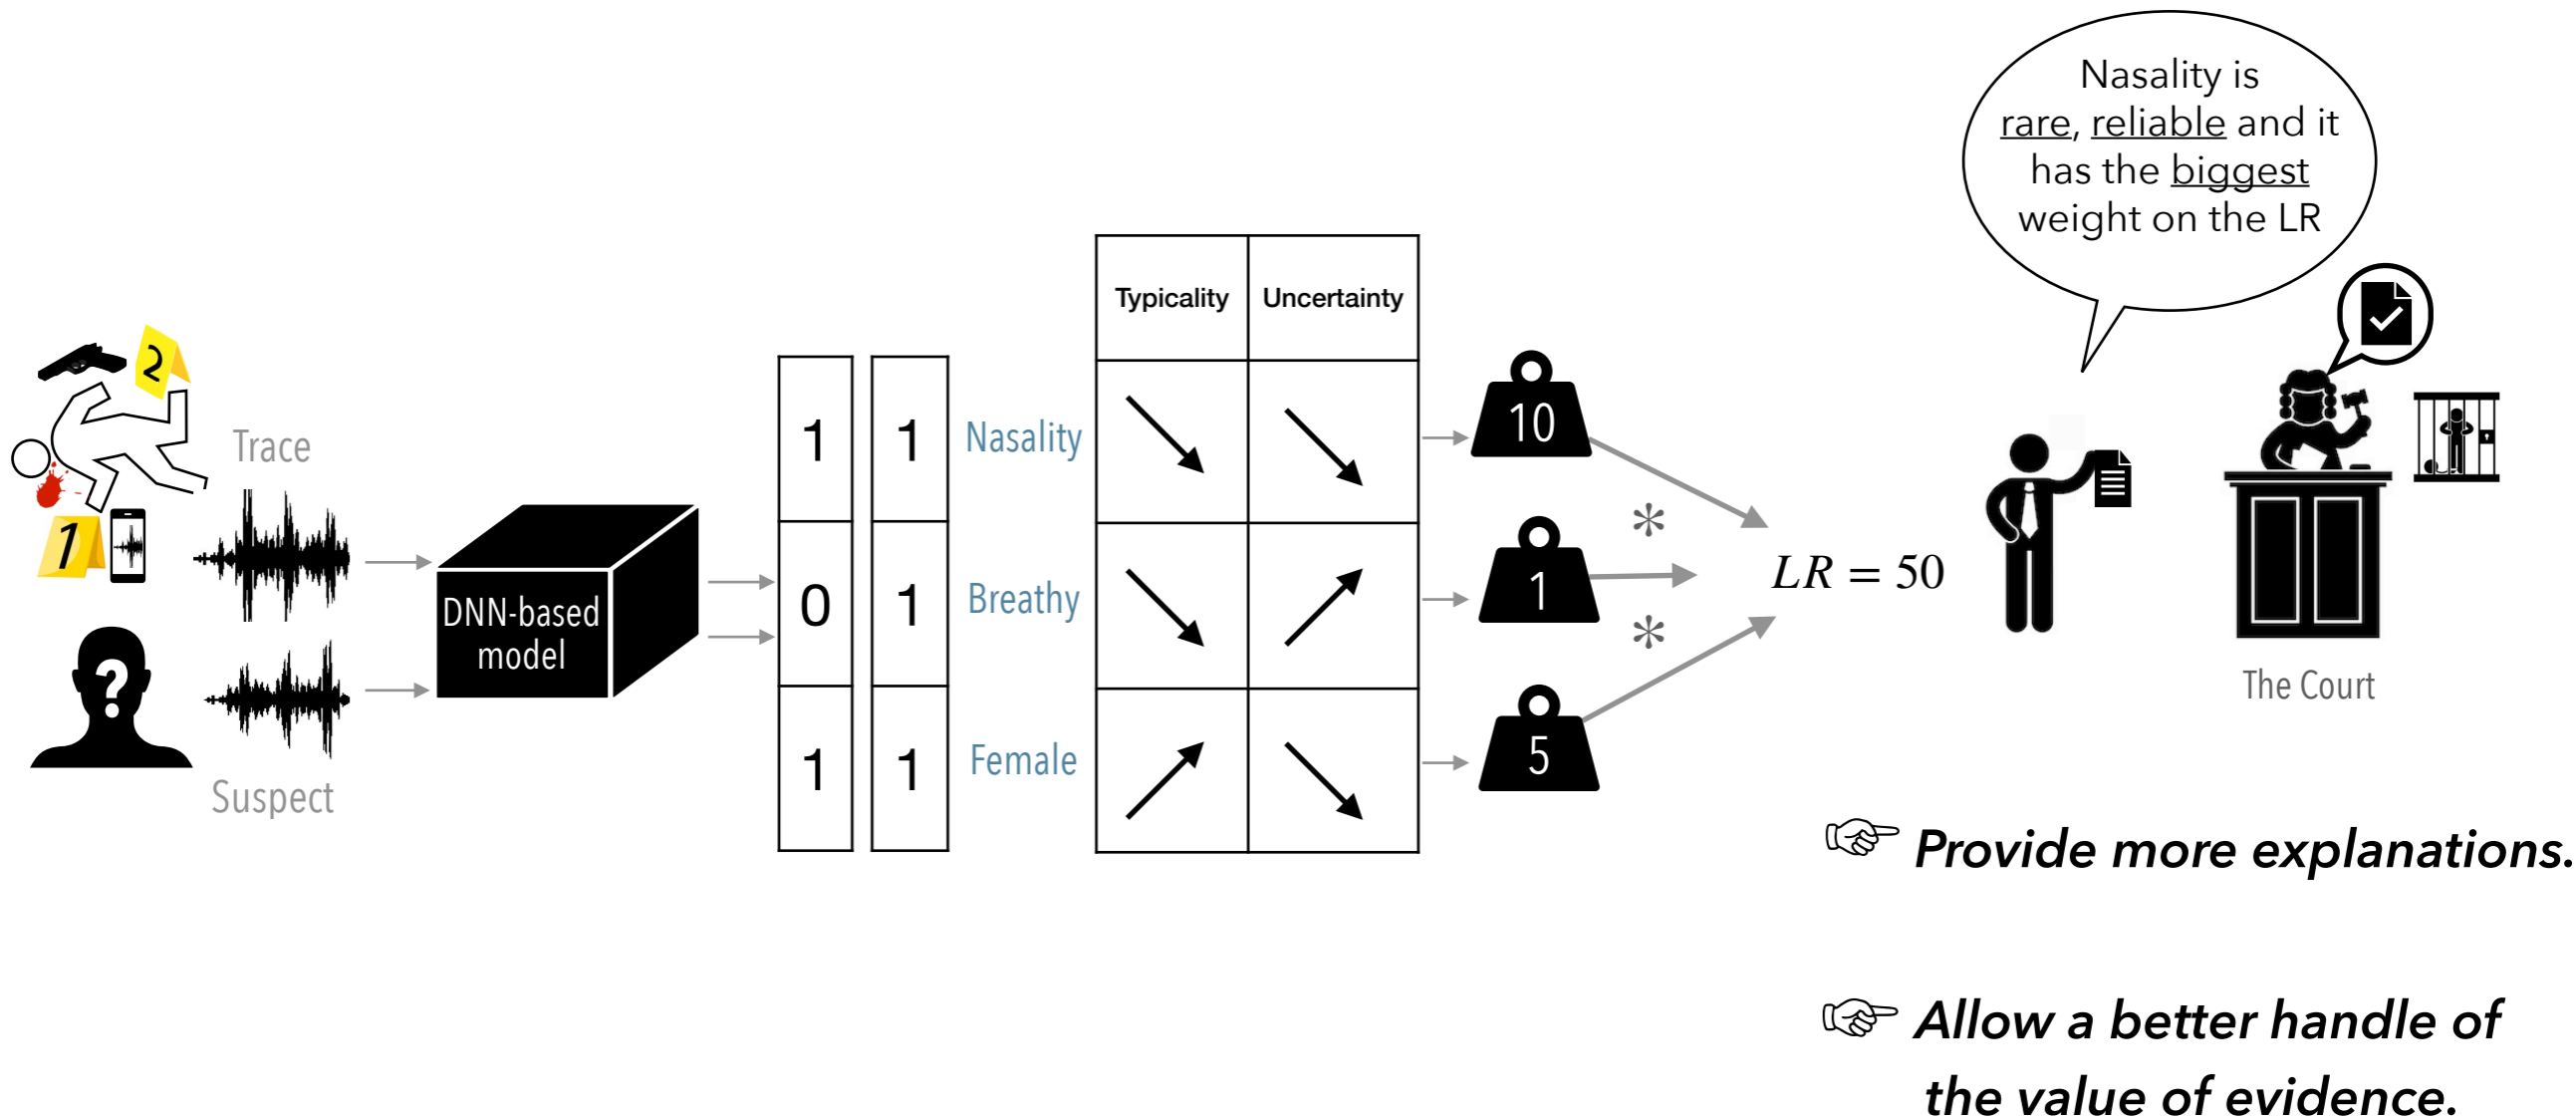 Nasality is
rare, reliable and it
has the biggest
weight on the LR
Typicality
Uncertainty
2
Trace
1
Suspect
DNN-based
model
1
1
Nasality
10
0
1
Breathy
1
1
1
Female
5
*
*
LR = 50
?
The Court
☞ Provide more explanations.
☞ Allow a better handle of
the value of evidence.